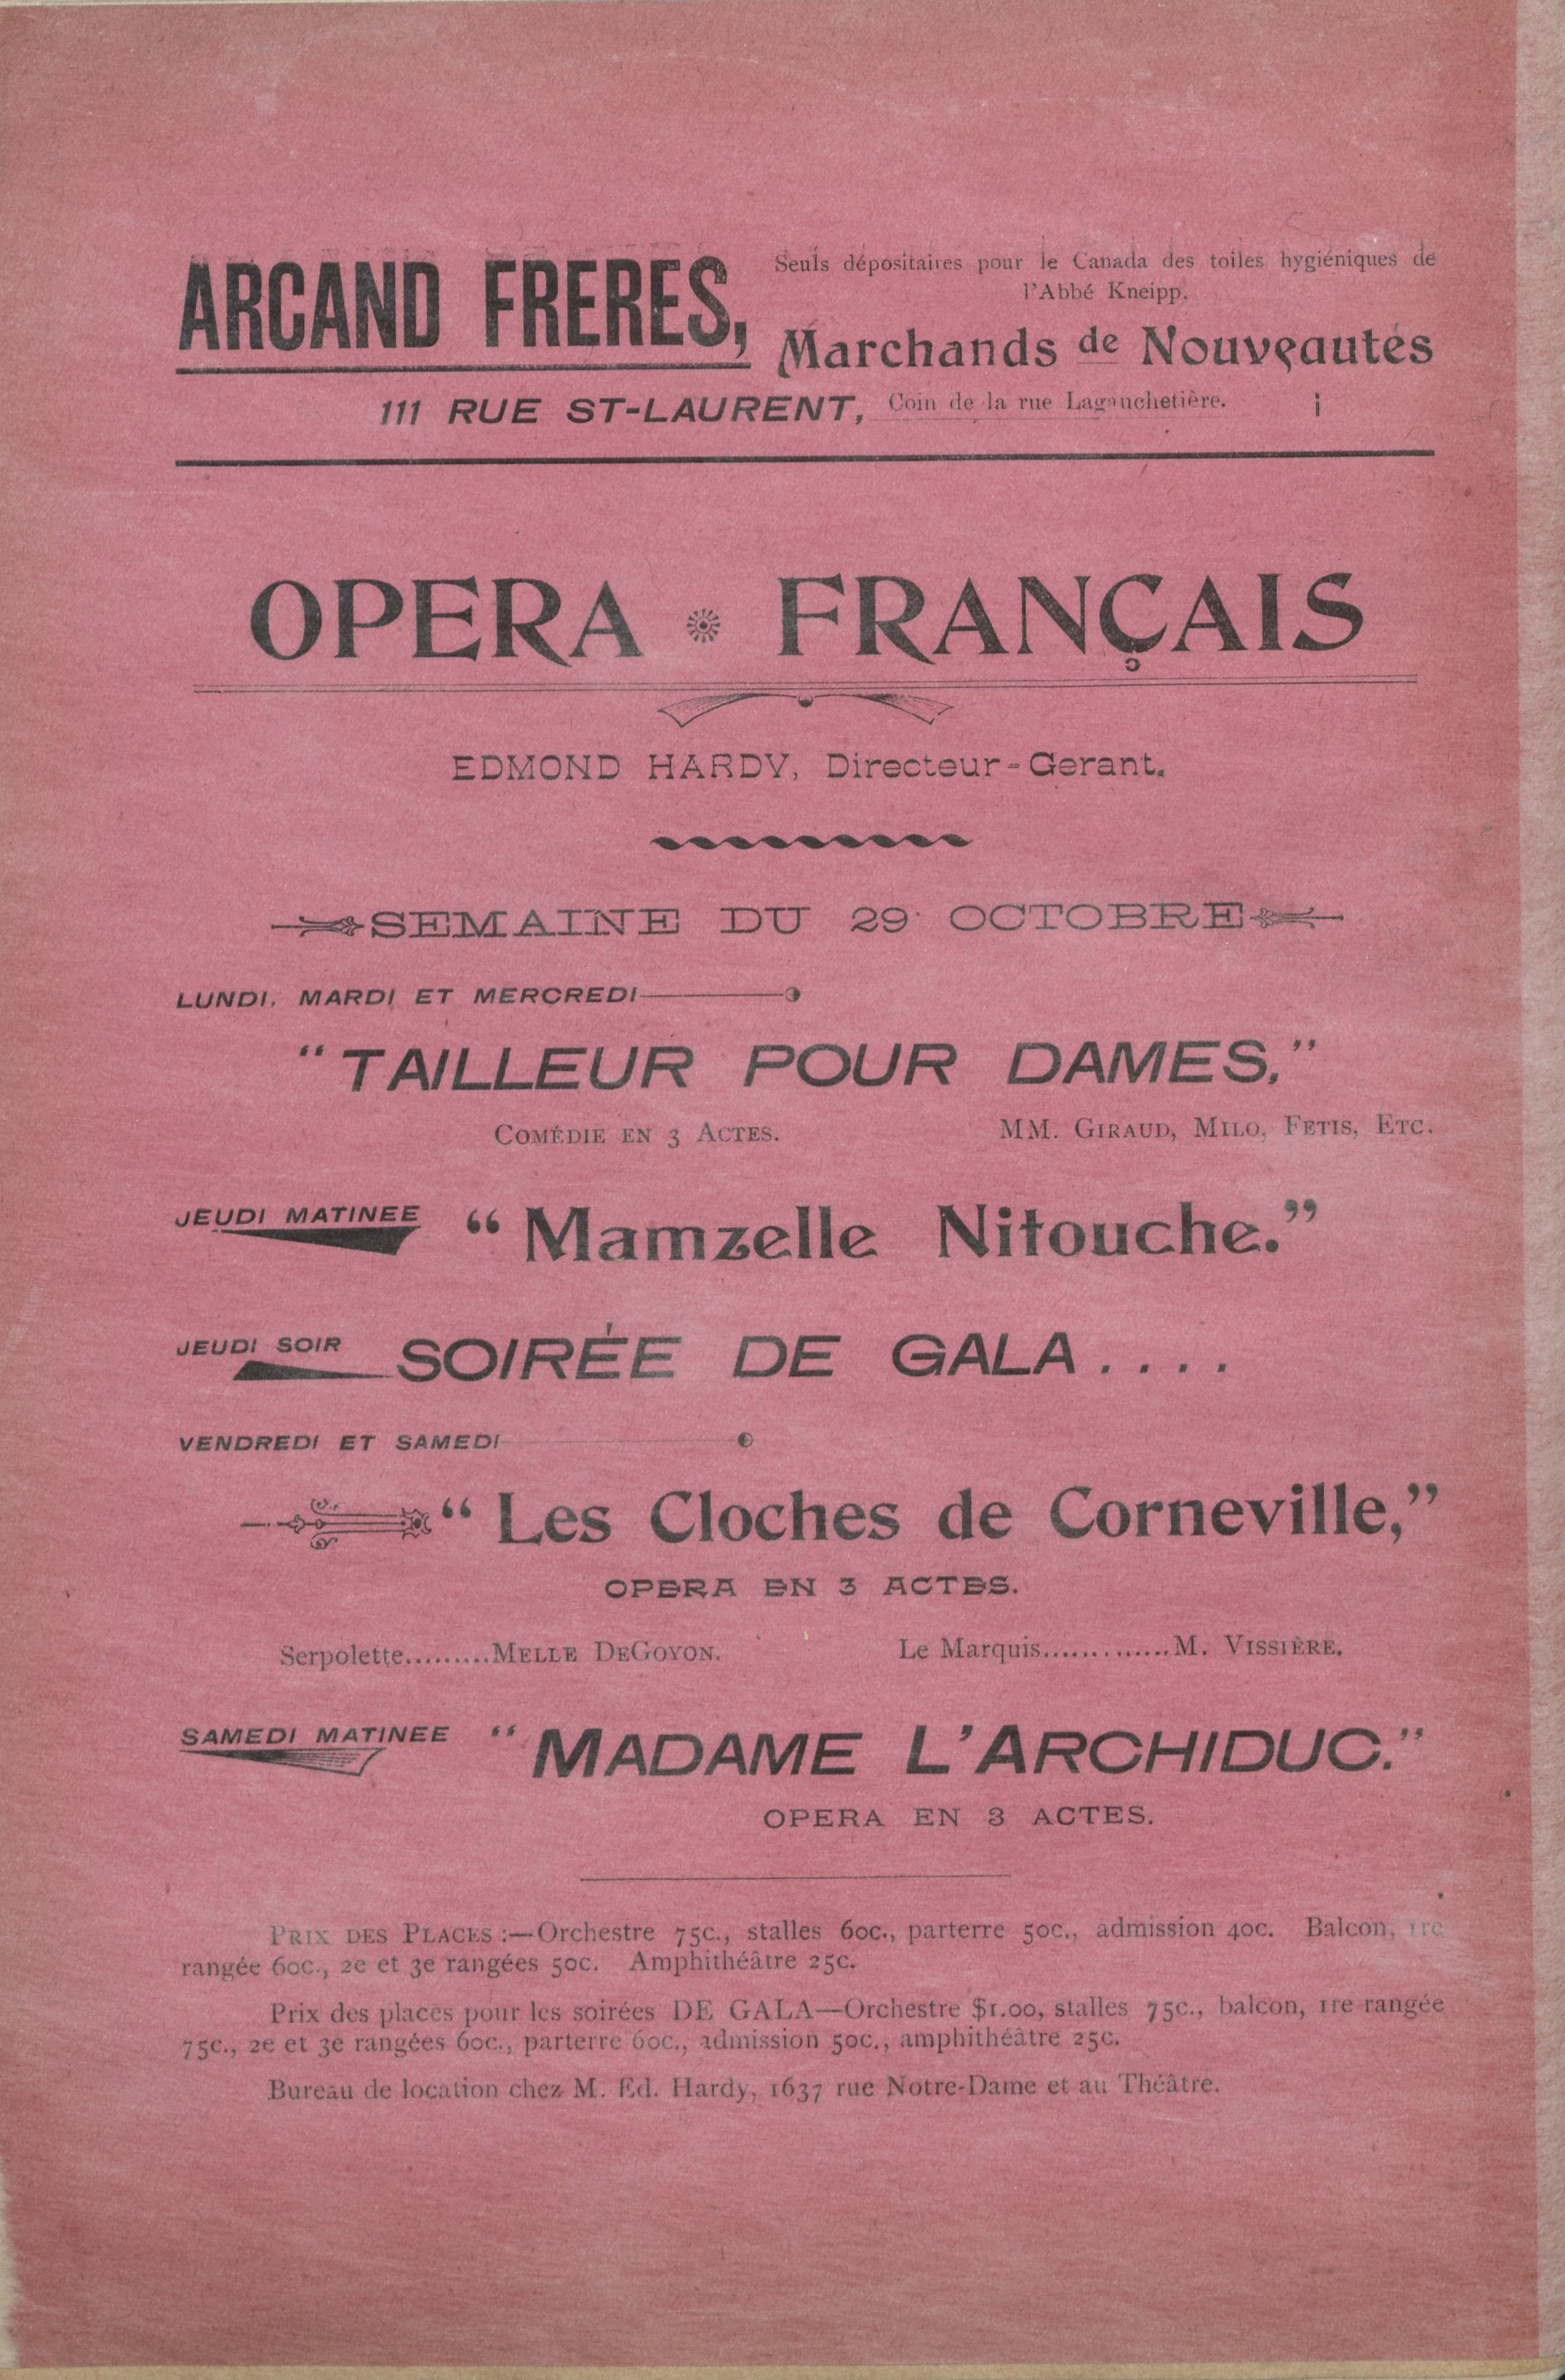 ARCAND FRERES,
Seuls dépositaires pour le Canada des toiles hygiéniques de
l'Abbé Kneipp.
Marchands de Nouveautés
111 RUE ST-LAURENT, Coin de la rue Lagauchetière.
OPERA FRANÇAIS
EDMOND HARDY, Directeur-Gerant.
SEMAINE DU 29 OCTOBRE
LUNDI, MARDI ET MERCREDI
"TAILLEUR POUR DAMES,"
COMÉDIE EN 3 ACTES. MM. GIRAUD, MILO, FETIS, ETC.
JEUDI MATINEE "Mamzelle Nitouche."
JEUDI SOIR SOIRÉE DE GALA....
VENDREDI ET SAMEDI
"Les Cloches de Corneville,"
OPERA EN 3 ACTES.
Serpolette.........MELLE DEGOYON. Le Marquis.............M. VISSIÈRE.
SAMEDI MATINEE "MADAME L'ARCHIDUC."
OPERA EN 3 ACTES.
PRIX DES PLACES :—Orchestre 75c., stalles 60c., parterre 50c., admission 40c. Balcon, 1re
rangée 60c., 2e et 3e rangées 50c. Amphithéâtre 25c.
Prix des places pour les soirées DE GALA—Orchestre $1.00, stalles 75c., balcon, 1re rangée
75c., 2e et 3e rangées 60c., parterre 60c., admission 50c., amphithéâtre 25c.
Bureau de location chez M. Ed. Hardy, 1637 rue Notre-Dame et au Théâtre.